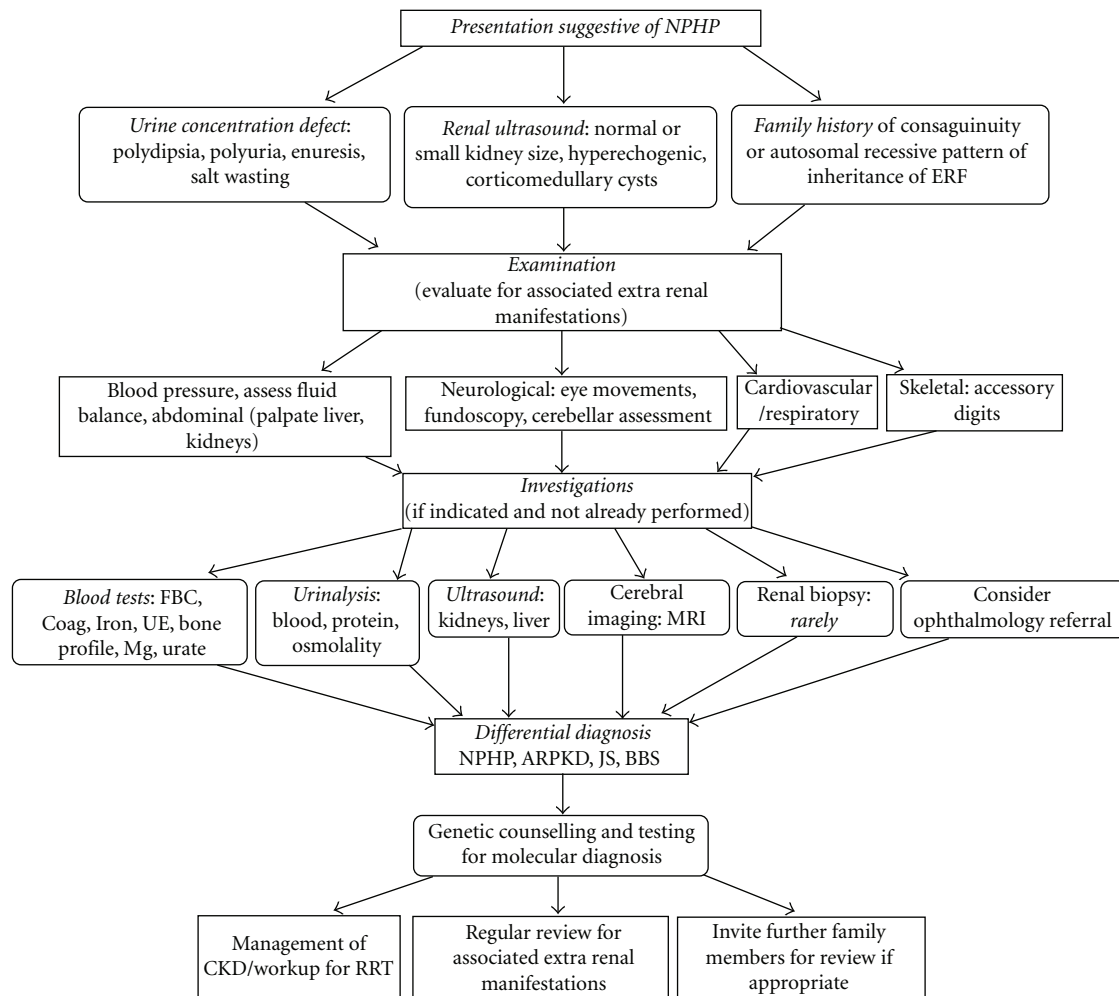 Presentation suggestive of NPHP
Urine concentration defect:
polydipsia, polyuria, enuresis,
salt wasting
Renal ultrasound: normal or
small kidney size, hyperechogenic,
corticomedullary cysts
Family history of consaguinuity
or autosomal recessive pattern of
inheritance of ERF
Examination
(evaluate for associated extra renal
manifestations)
Blood pressure, assess fluid
balance, abdominal (palpate liver,
kidneys)
Neurological: eye movements,
fundoscopy, cerebellar assessment
Cardiovascular
/respiratory
Skeletal: accessory
digits
Investigations
(if indicated and not already performed)
Blood tests: FBC,
Coag, Iron, UE, bone
profile, Mg, urate
Urinalysis:
blood, protein,
osmolality
Ultrasound:
kidneys, liver
Cerebral
imaging: MRI
Renal biopsy:
rarely
Consider
ophthalmology referral
Differential diagnosis
NPHP, ARPKD, JS, BBS
Genetic counselling and testing
for molecular diagnosis
Management of
CKD/workup for RRT
Regular review for
associated extra renal
manifestations
Invite further family
members for review if
appropriate